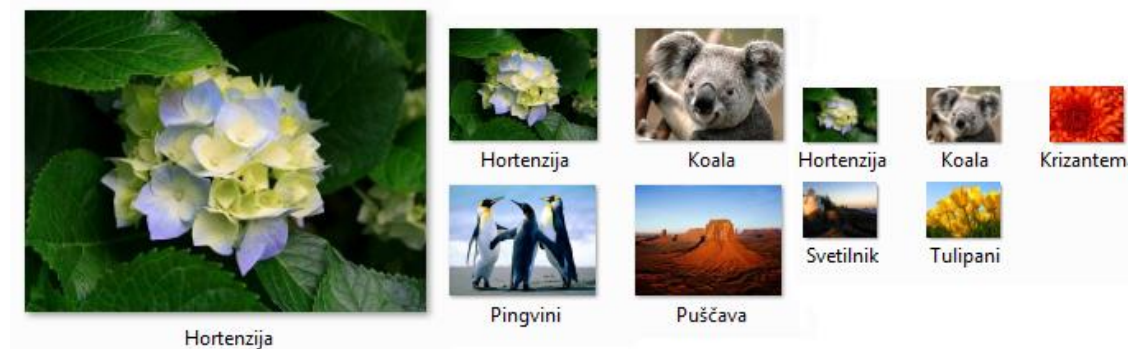 Hortenzija
Hortenzija Koala
Pingvini Puščava
Hortenzija Koala Krizantem
Svetilnik Tulipani